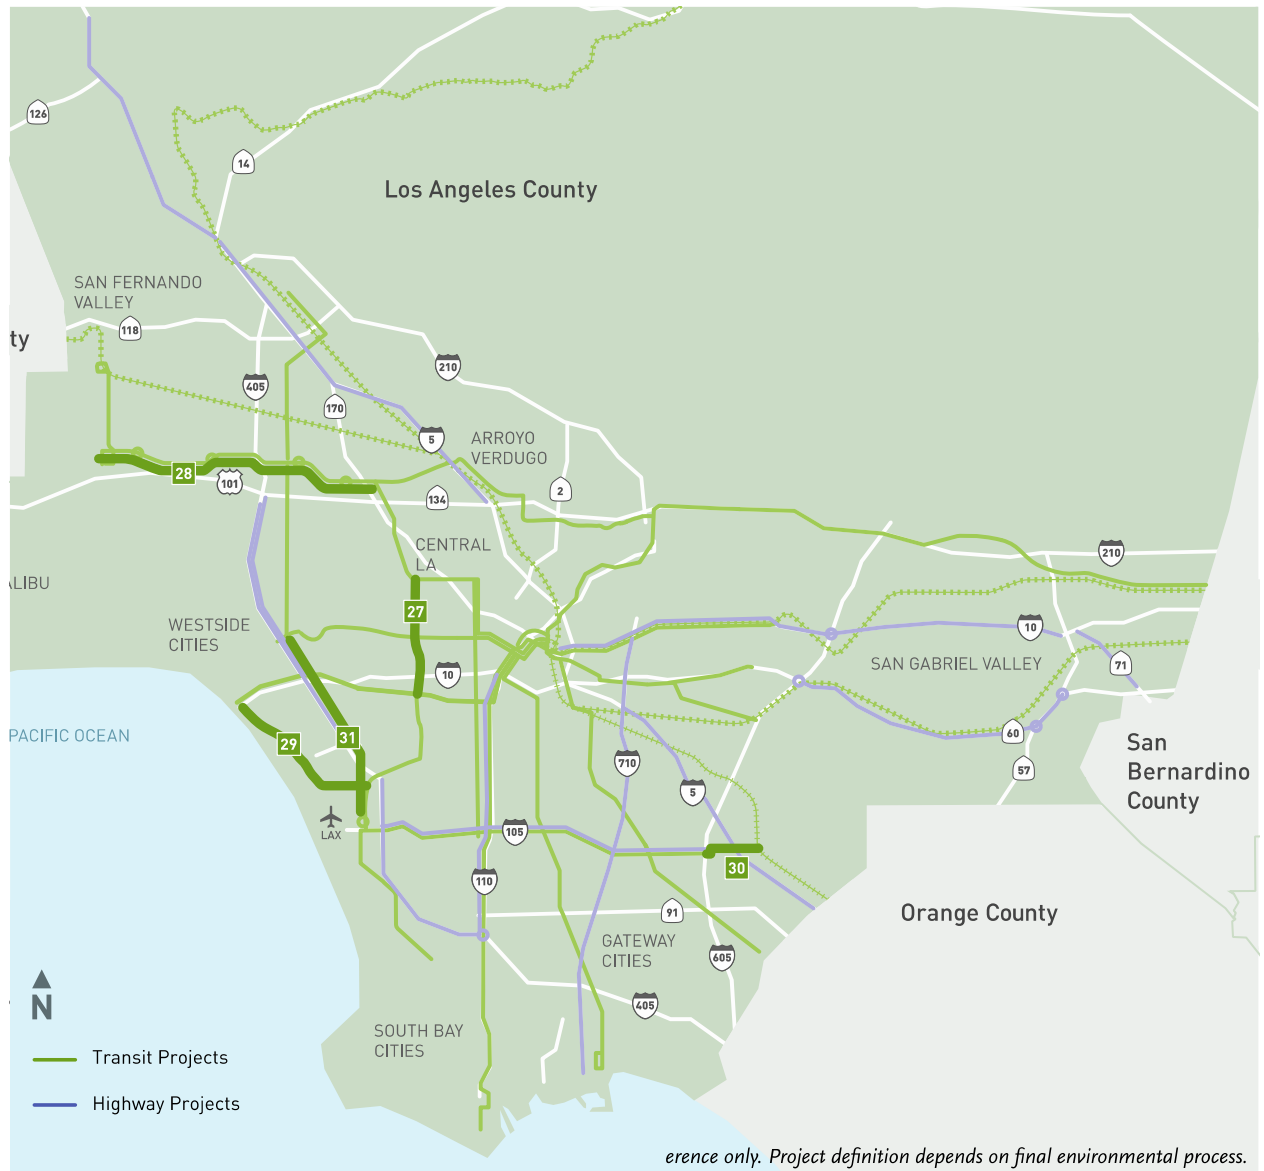 126
14
Los Angeles County
SAN FERNANDO
VALLEY
118
ty
210
405
170
5
ARROYO
VERDUGO
28
101
134
2
CENTRAL
LA
210
ALIBU
27
WESTSIDE
CITIES
10
10
SAN GABRIEL VALLEY
71
PACIFIC OCEAN
29
31
60
San
Bernardino
County
710
57
5
LAX
105
30
110
91
Orange County
GATEWAY
CITIES
605
N
405
SOUTH BAY
CITIES
Transit Projects
Highway Projects
erence only. Project definition depends on final environmental process.